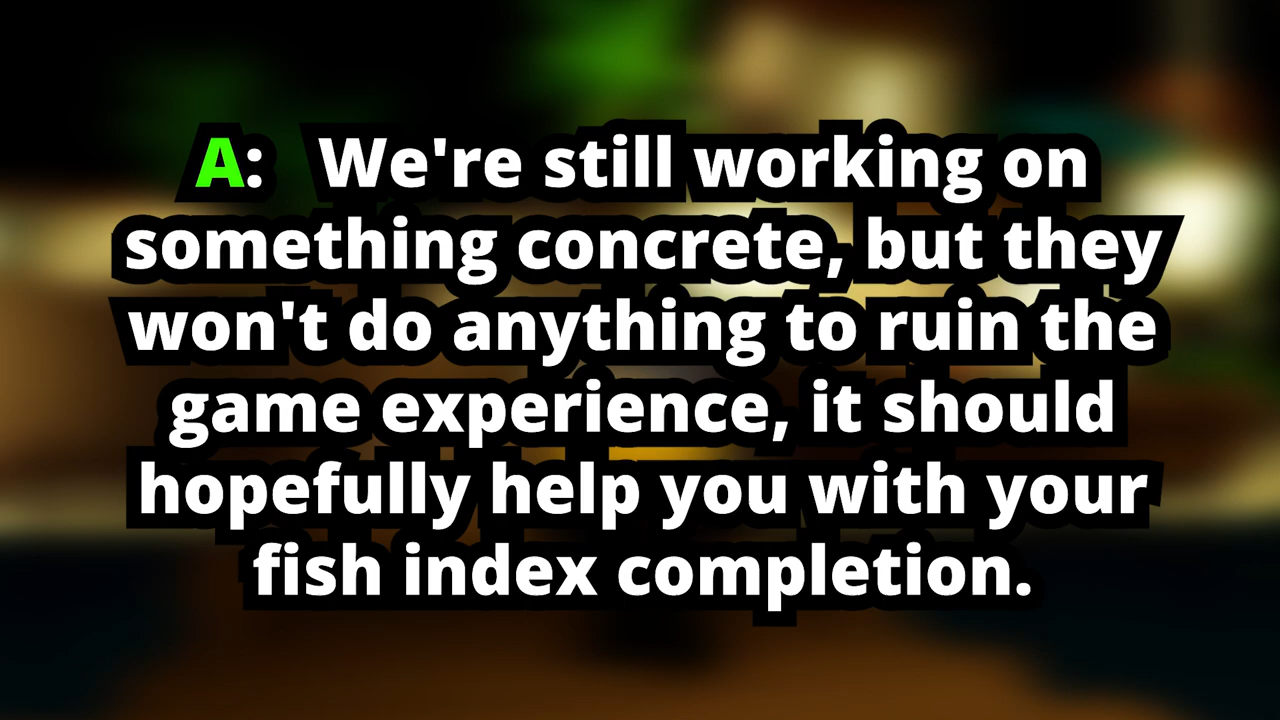 A: We're still working on
something concrete, but they
won't do anything to ruin the
game experience, it should
hopefully help you with your
fish index completion.